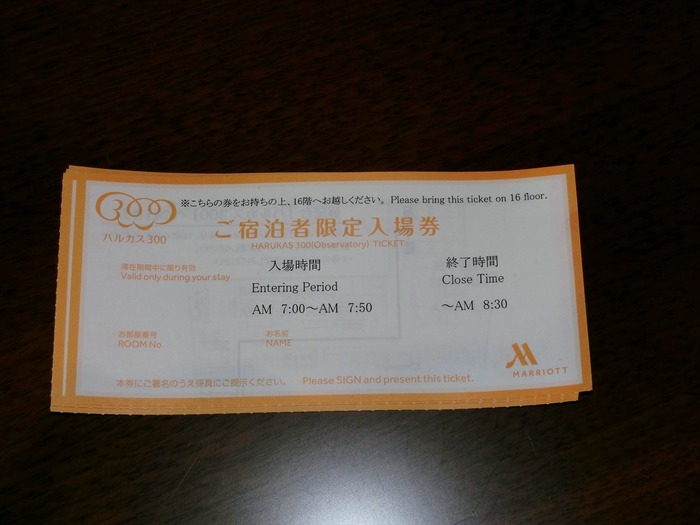 300
ハルカス300
※こちらの券をお持ちの上、16階へお越しください。 Please bring this ticket on 16 floor.
ご宿泊者限定入場券
HARUKAS 300(Observatory) TICKET
滞在期間中に限り有効
Valid only during your stay
入場時間
Entering Period
AM 7:00～AM 7:50
終了時間
Close Time
～AM 8:30
お部屋番号
ROOM No.
お名前
NAME
MARRIOTT
本券にご署名のうえ係員にご提示ください。 Please SIGN and present this ticket.